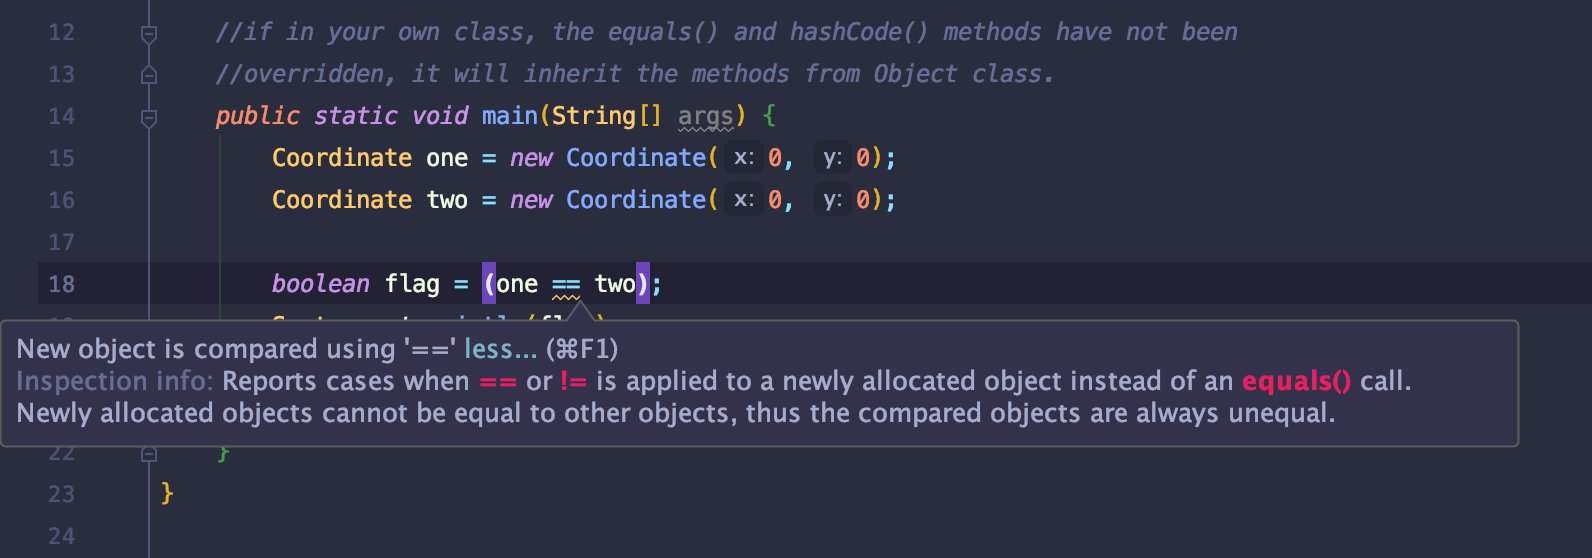 12 //if in your own class, the equals() and hashCode() methods have not been
13 //overridden, it will inherit the methods from Object class.
14 public static void main(String[] args) {
15 Coordinate one = new Coordinate( x: 0, y: 0);
16 Coordinate two = new Coordinate( x: 0, y: 0);
17
18 boolean flag = (one == two);
New object is compared using '==' less... (⌘F1)
Inspection info: Reports cases when == or != is applied to a newly allocated object instead of an equals() call.
Newly allocated objects cannot be equal to other objects, thus the compared objects are always unequal.
22 }
23 }
24